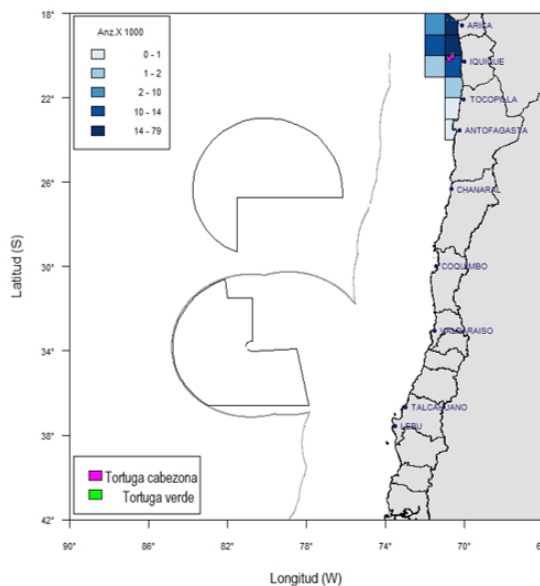 18°
22°
26°
30°
34°
38°
42°
Latitud (S)
Anz.X 1000
0 - 1
1 - 2
2 - 10
10 - 14
14 - 79
ARICA
IQUIQUE
TOCOPILLA
ANTOFAGASTA
CHANARAL
COQUIMBO
VALPARAISO
TALCAHUANO
LEBU
Tortuga cabezona
Tortuga verde
90°
86°
82°
78°
74°
70°
6
Longitud (W)